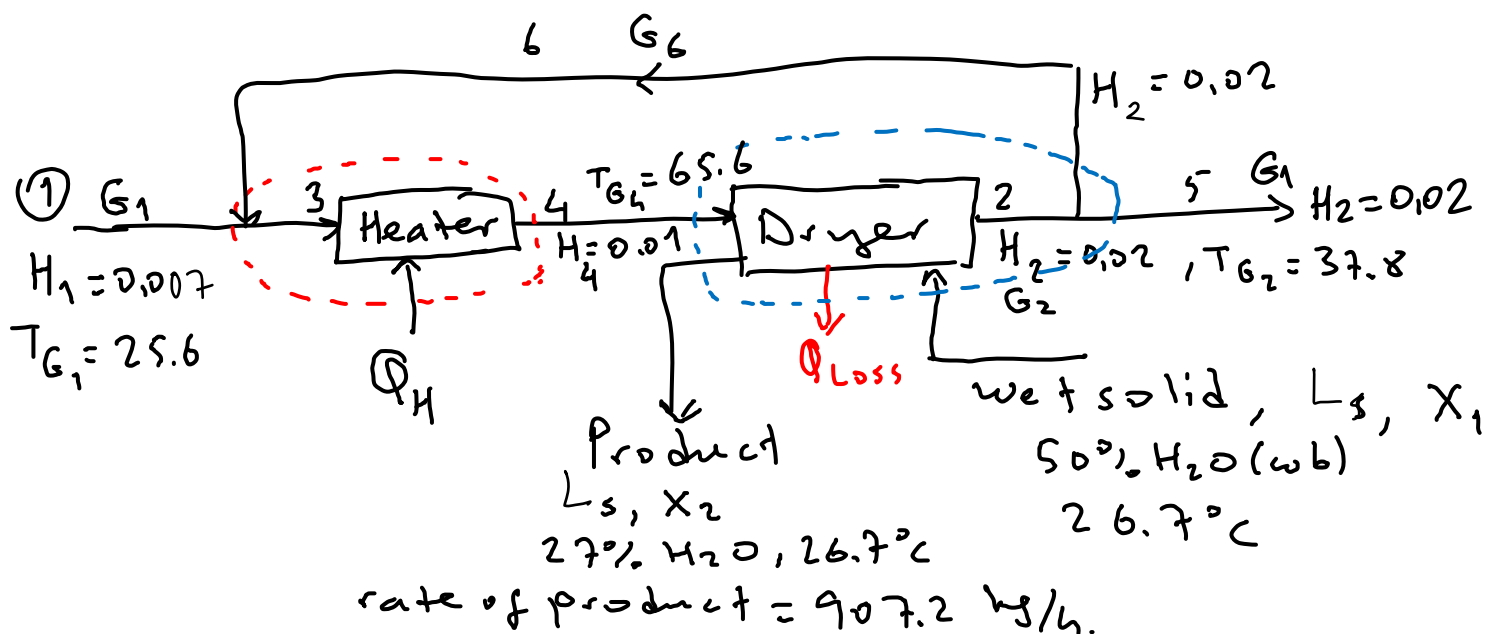 6 G6
H2 = 0.02
① G1
3
Heater
4
TG4 = 65.6
H4 = 0.01
Dryer
2
5 G1
H2 = 0.02
H2 = 0.02 , TG2 = 37.8
G2
H1 = 0.007
TG1 = 25.6
QH
QLoss
wet solid, Ls, X1
50% H2O (wb)
26.7°C
Product
Ls, X2
27% H2O, 26.7°C
rate of product = 907.2 kg/h.